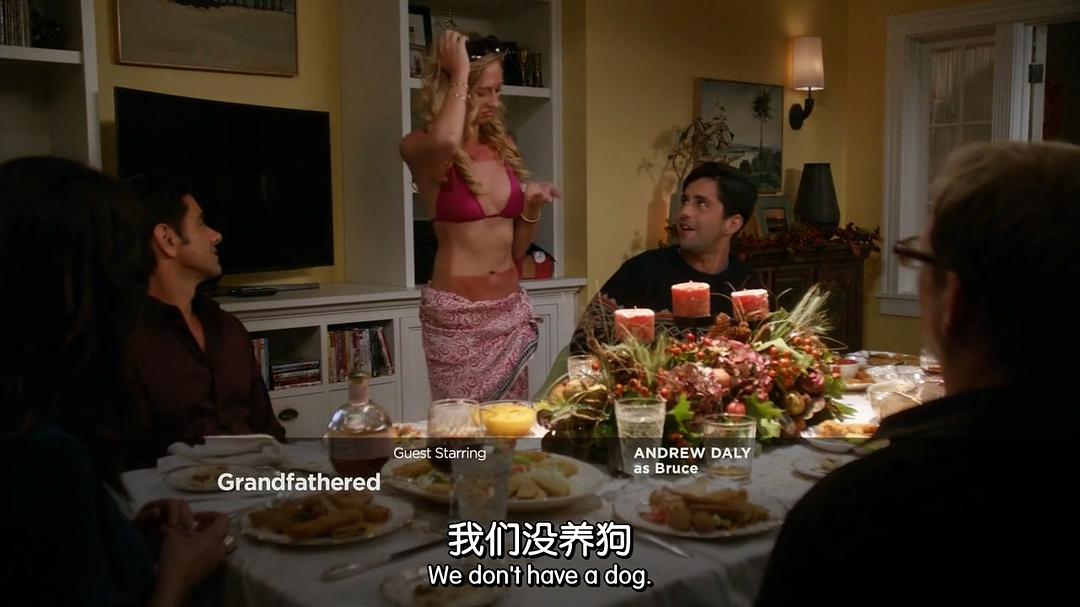 Guest Starring
ANDREW DALY
as Bruce
Grandfathered
我们没养狗
We don't have a dog.